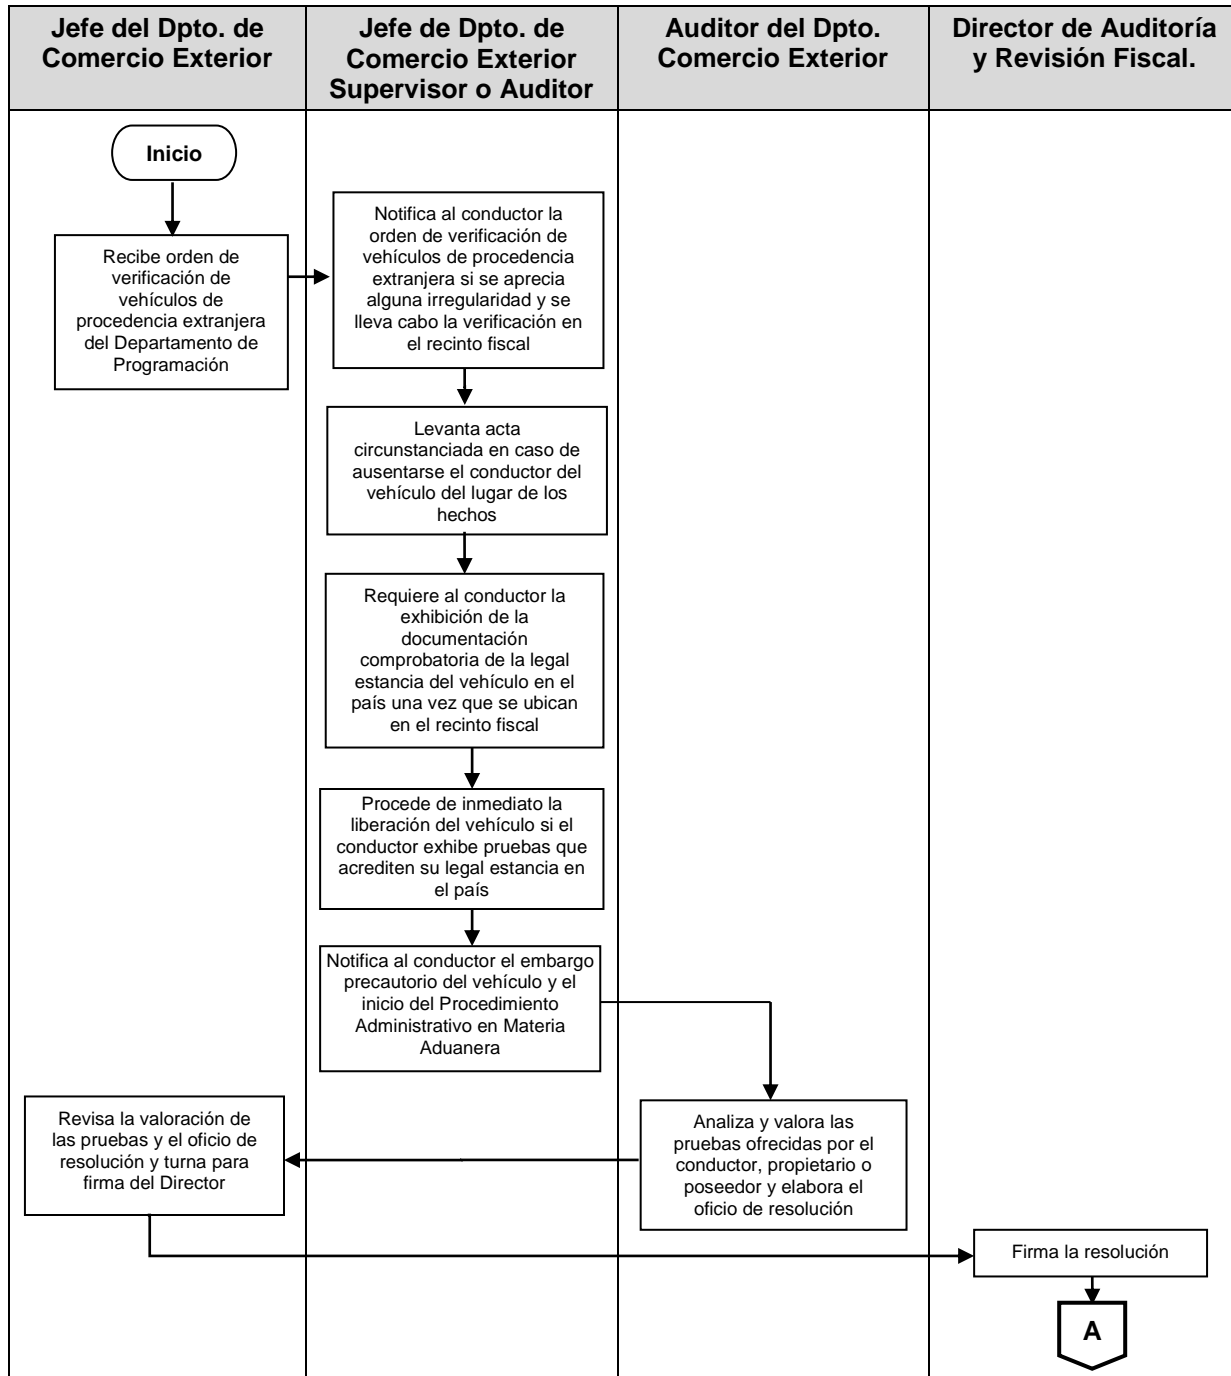 Jefe del Dpto. de
Comercio Exterior
Jefe de Dpto. de
Comercio Exterior
Supervisor o Auditor
Auditor del Dpto.
Comercio Exterior
Director de Auditoría
y Revisión Fiscal.
Inicio
Recibe orden de
verificación de
vehículos de
procedencia extranjera
del Departamento de
Programación
Notifica al conductor la
orden de verificación de
vehículos de procedencia
extranjera si se aprecia
alguna irregularidad y se
lleva cabo la verificación en
el recinto fiscal
Levanta acta
circunstanciada en caso de
ausentarse el conductor del
vehículo del lugar de los
hechos
Requiere al conductor la
exhibición de la
documentación
comprobatoria de la legal
estancia del vehículo en el
país una vez que se ubican
en el recinto fiscal
Procede de inmediato la
liberación del vehículo si el
conductor exhibe pruebas que
acrediten su legal estancia en
el país
Notifica al conductor el embargo
precautorio del vehículo y el
inicio del Procedimiento
Administrativo en Materia
Aduanera
Analiza y valora las
pruebas ofrecidas por el
conductor, propietario o
poseedor y elabora el
oficio de resolución
Revisa la valoración de
las pruebas y el oficio de
resolución y turna para
firma del Director
Firma la resolución
A